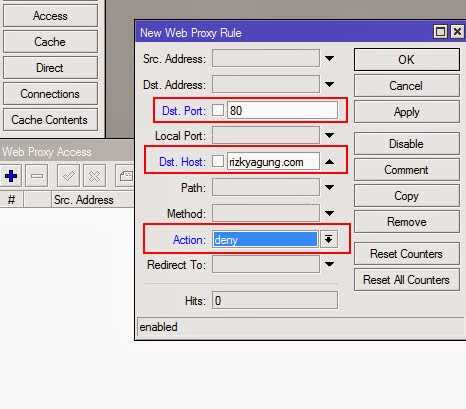 Access
Cache
Direct
Connections
Cache Contents
Web Proxy Access
# Src. Address
New Web Proxy Rule
Src. Address:
Dst. Address:
Dst. Port: 80
Local Port:
Dst. Host: rizkyagung.com
Path:
Method:
Action: deny
Redirect To:
Hits: 0
enabled
OK
Cancel
Apply
Disable
Comment
Copy
Remove
Reset Counters
Reset All Counters